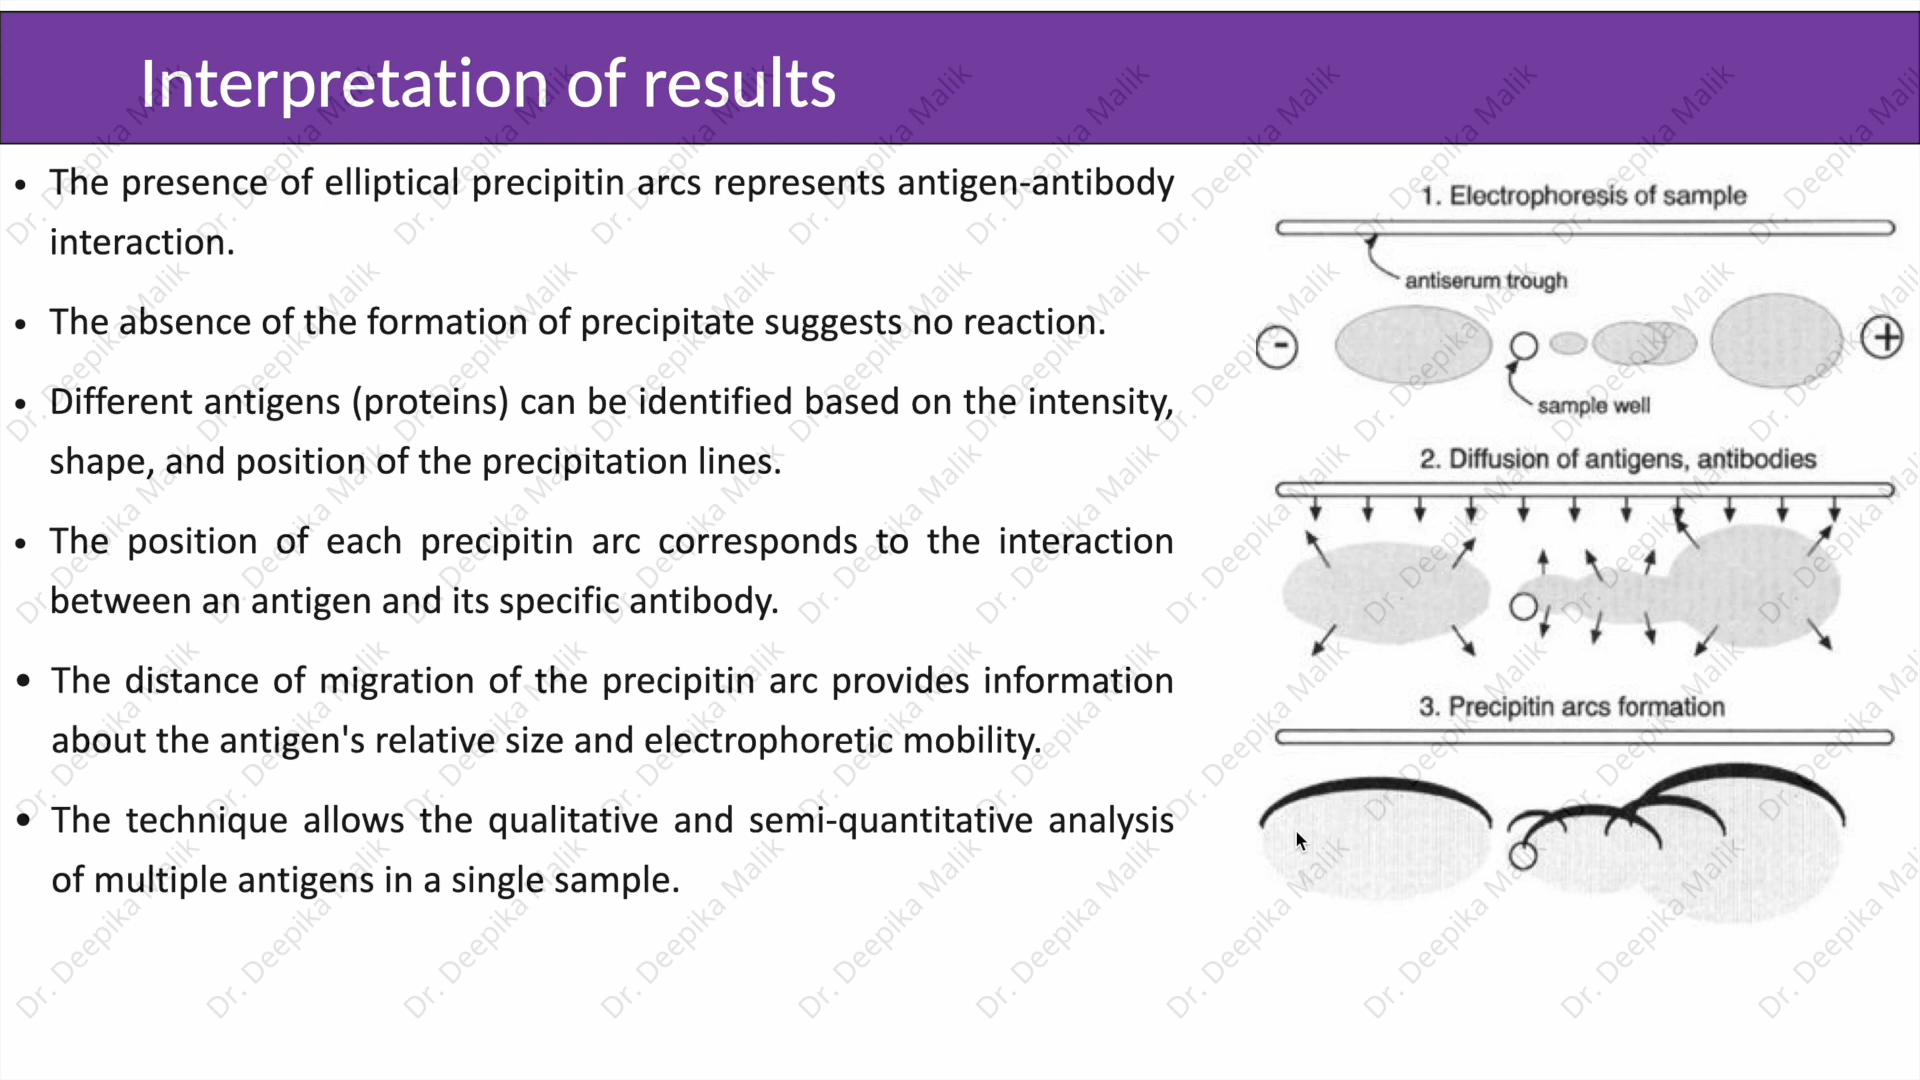 Interpretation of results
• The presence of elliptical precipitin arcs represents antigen-antibody
interaction.
• The absence of the formation of precipitate suggests no reaction.
• Different antigens (proteins) can be identified based on the intensity,
shape, and position of the precipitation lines.
• The position of each precipitin arc corresponds to the interaction
between an antigen and its specific antibody.
• The distance of migration of the precipitin arc provides information
about the antigen's relative size and electrophoretic mobility.
• The technique allows the qualitative and semi-quantitative analysis
of multiple antigens in a single sample.
1. Electrophoresis of sample
antiserum trough
- +
sample well
2. Diffusion of antigens, antibodies
3. Precipitin arcs formation
Dr. Deepika Malik